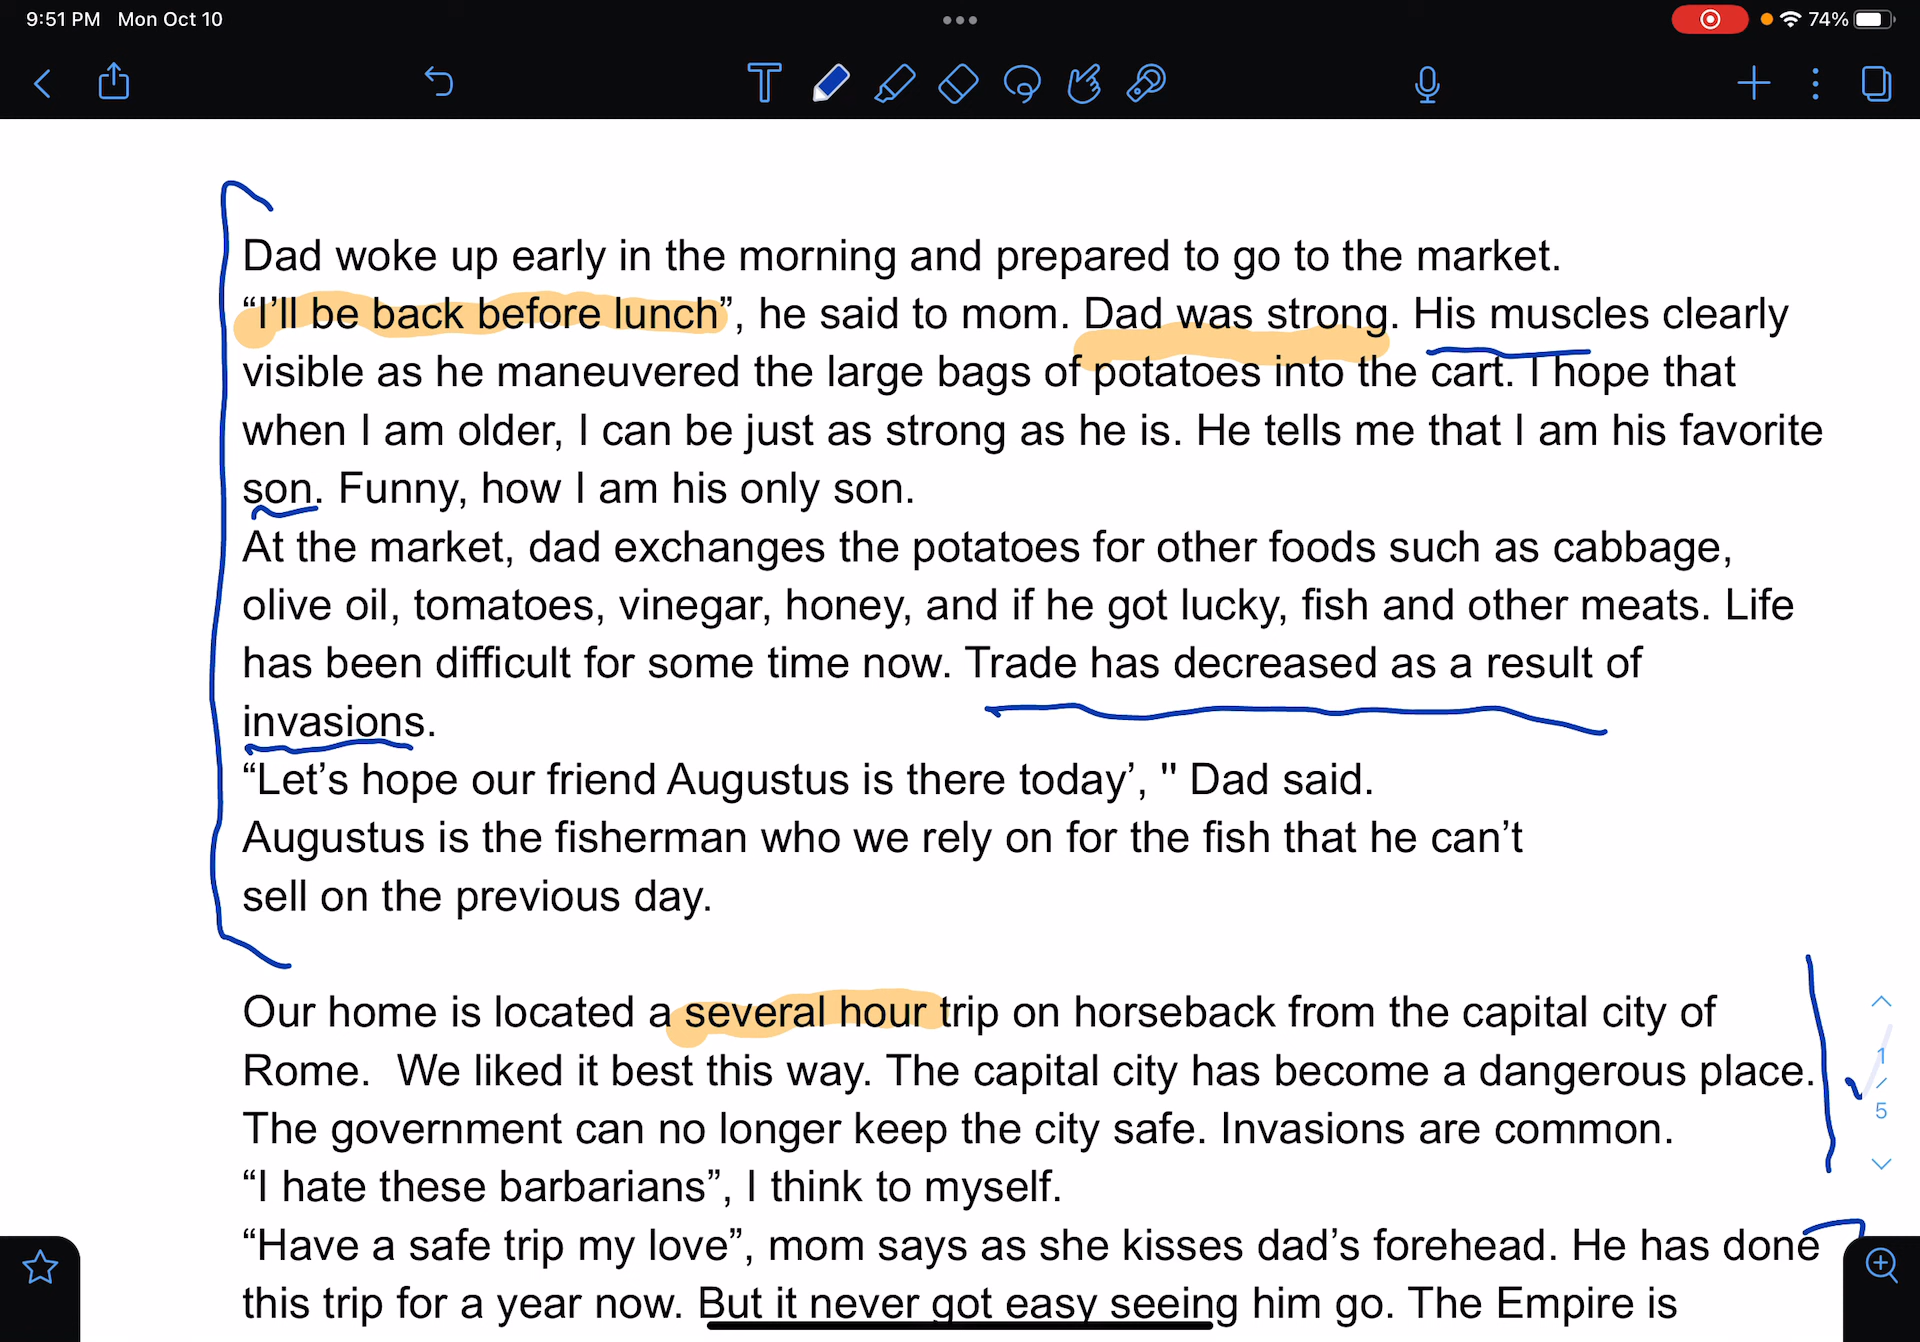 9:51 PM Mon Oct 10
74%
Dad woke up early in the morning and prepared to go to the market.
“I’ll be back before lunch”, he said to mom. Dad was strong. His muscles clearly
visible as he maneuvered the large bags of potatoes into the cart. I hope that
when I am older, I can be just as strong as he is. He tells me that I am his favorite
son. Funny, how I am his only son.
At the market, dad exchanges the potatoes for other foods such as cabbage,
olive oil, tomatoes, vinegar, honey, and if he got lucky, fish and other meats. Life
has been difficult for some time now. Trade has decreased as a result of
invasions.
“Let’s hope our friend Augustus is there today’, " Dad said.
Augustus is the fisherman who we rely on for the fish that he can’t
sell on the previous day.
Our home is located a several hour trip on horseback from the capital city of
Rome.  We liked it best this way. The capital city has become a dangerous place.
The government can no longer keep the city safe. Invasions are common.
“I hate these barbarians”, I think to myself.
“Have a safe trip my love”, mom says as she kisses dad’s forehead. He has done
this trip for a year now. But it never got easy seeing him go. The Empire is
1
/
5